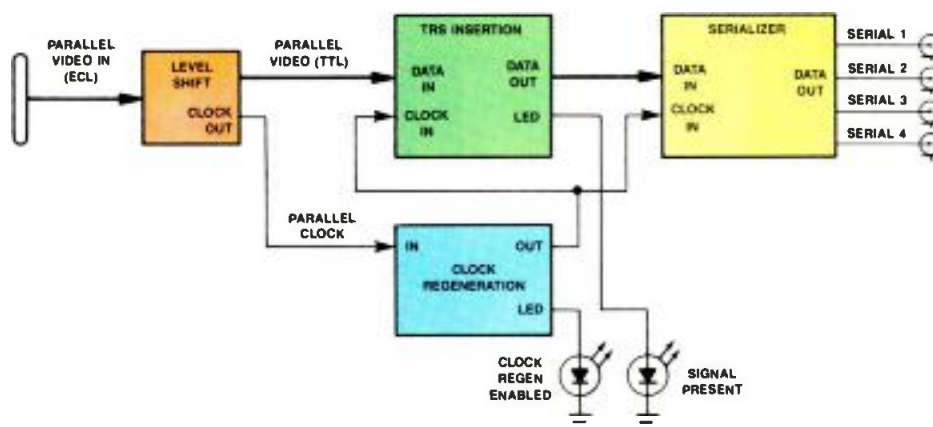 PARALLEL
VIDEO IN
(ECL)
LEVEL
SHIFT
CLOCK
OUT
PARALLEL
VIDEO (TTL)
TRS INSERTION
DATA
IN
DATA
OUT
CLOCK
IN
LED
SERIALIZER
DATA
IN
DATA
OUT
CLOCK
IN
SERIAL 1
SERIAL 2
SERIAL 3
SERIAL 4
PARALLEL
CLOCK
IN
OUT
CLOCK
REGENERATION
LED
CLOCK
REGEN
ENABLED
SIGNAL
PRESENT